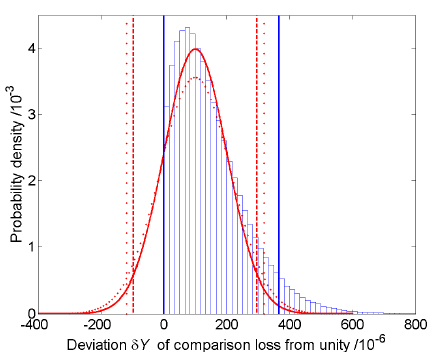 4
3
2
1
0
Probability density /10⁻³
-400 -200 0 200 400 600 800
Deviation δY of comparison loss from unity /10⁻⁶